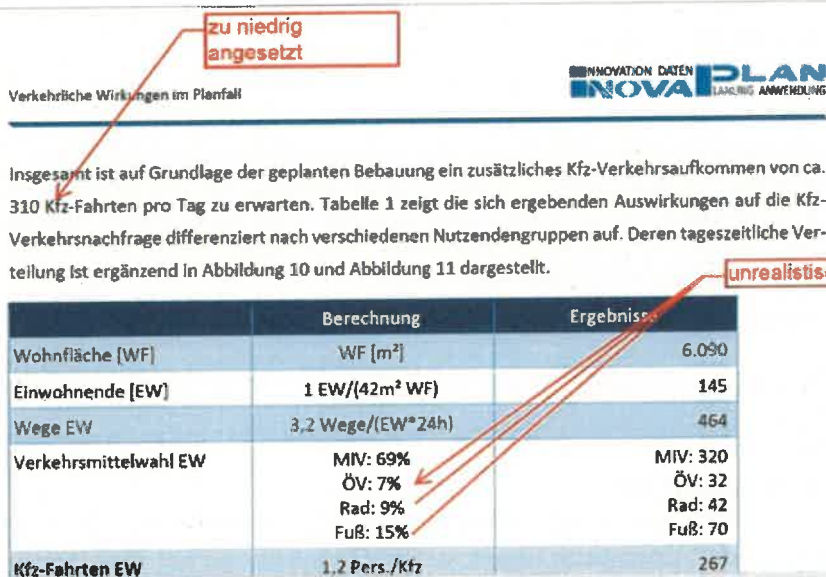 zu niedrig
angesetzt
Verkehrliche Wirkungen im Planfall
INNOVATION DATEN PLAN
NOVA PLANUNG ANWENDUNG
Insgesamt ist auf Grundlage der geplanten Bebauung ein zusätzliches Kfz-Verkehrsaufkommen von ca.
310 Kfz-Fahrten pro Tag zu erwarten. Tabelle 1 zeigt die sich ergebenden Auswirkungen auf die Kfz-
Verkehrsnachfrage differenziert nach verschiedenen Nutzendengruppen auf. Deren tageszeitliche Ver-
teilung ist ergänzend in Abbildung 10 und Abbildung 11 dargestellt.
unrealistis
Berechnung Ergebnisse
Wohnfläche [WF] WF [m²] 6.090
Einwohnende [EW] 1 EW/(42m² WF) 145
Wege EW 3,2 Wege/(EW*24h) 464
Verkehrsmittelwahl EW MIV: 69% MIV: 320
ÖV: 7% ÖV: 32
Rad: 9% Rad: 42
Fuß: 15% Fuß: 70
Kfz-Fahrten EW 1,2 Pers./Kfz 267